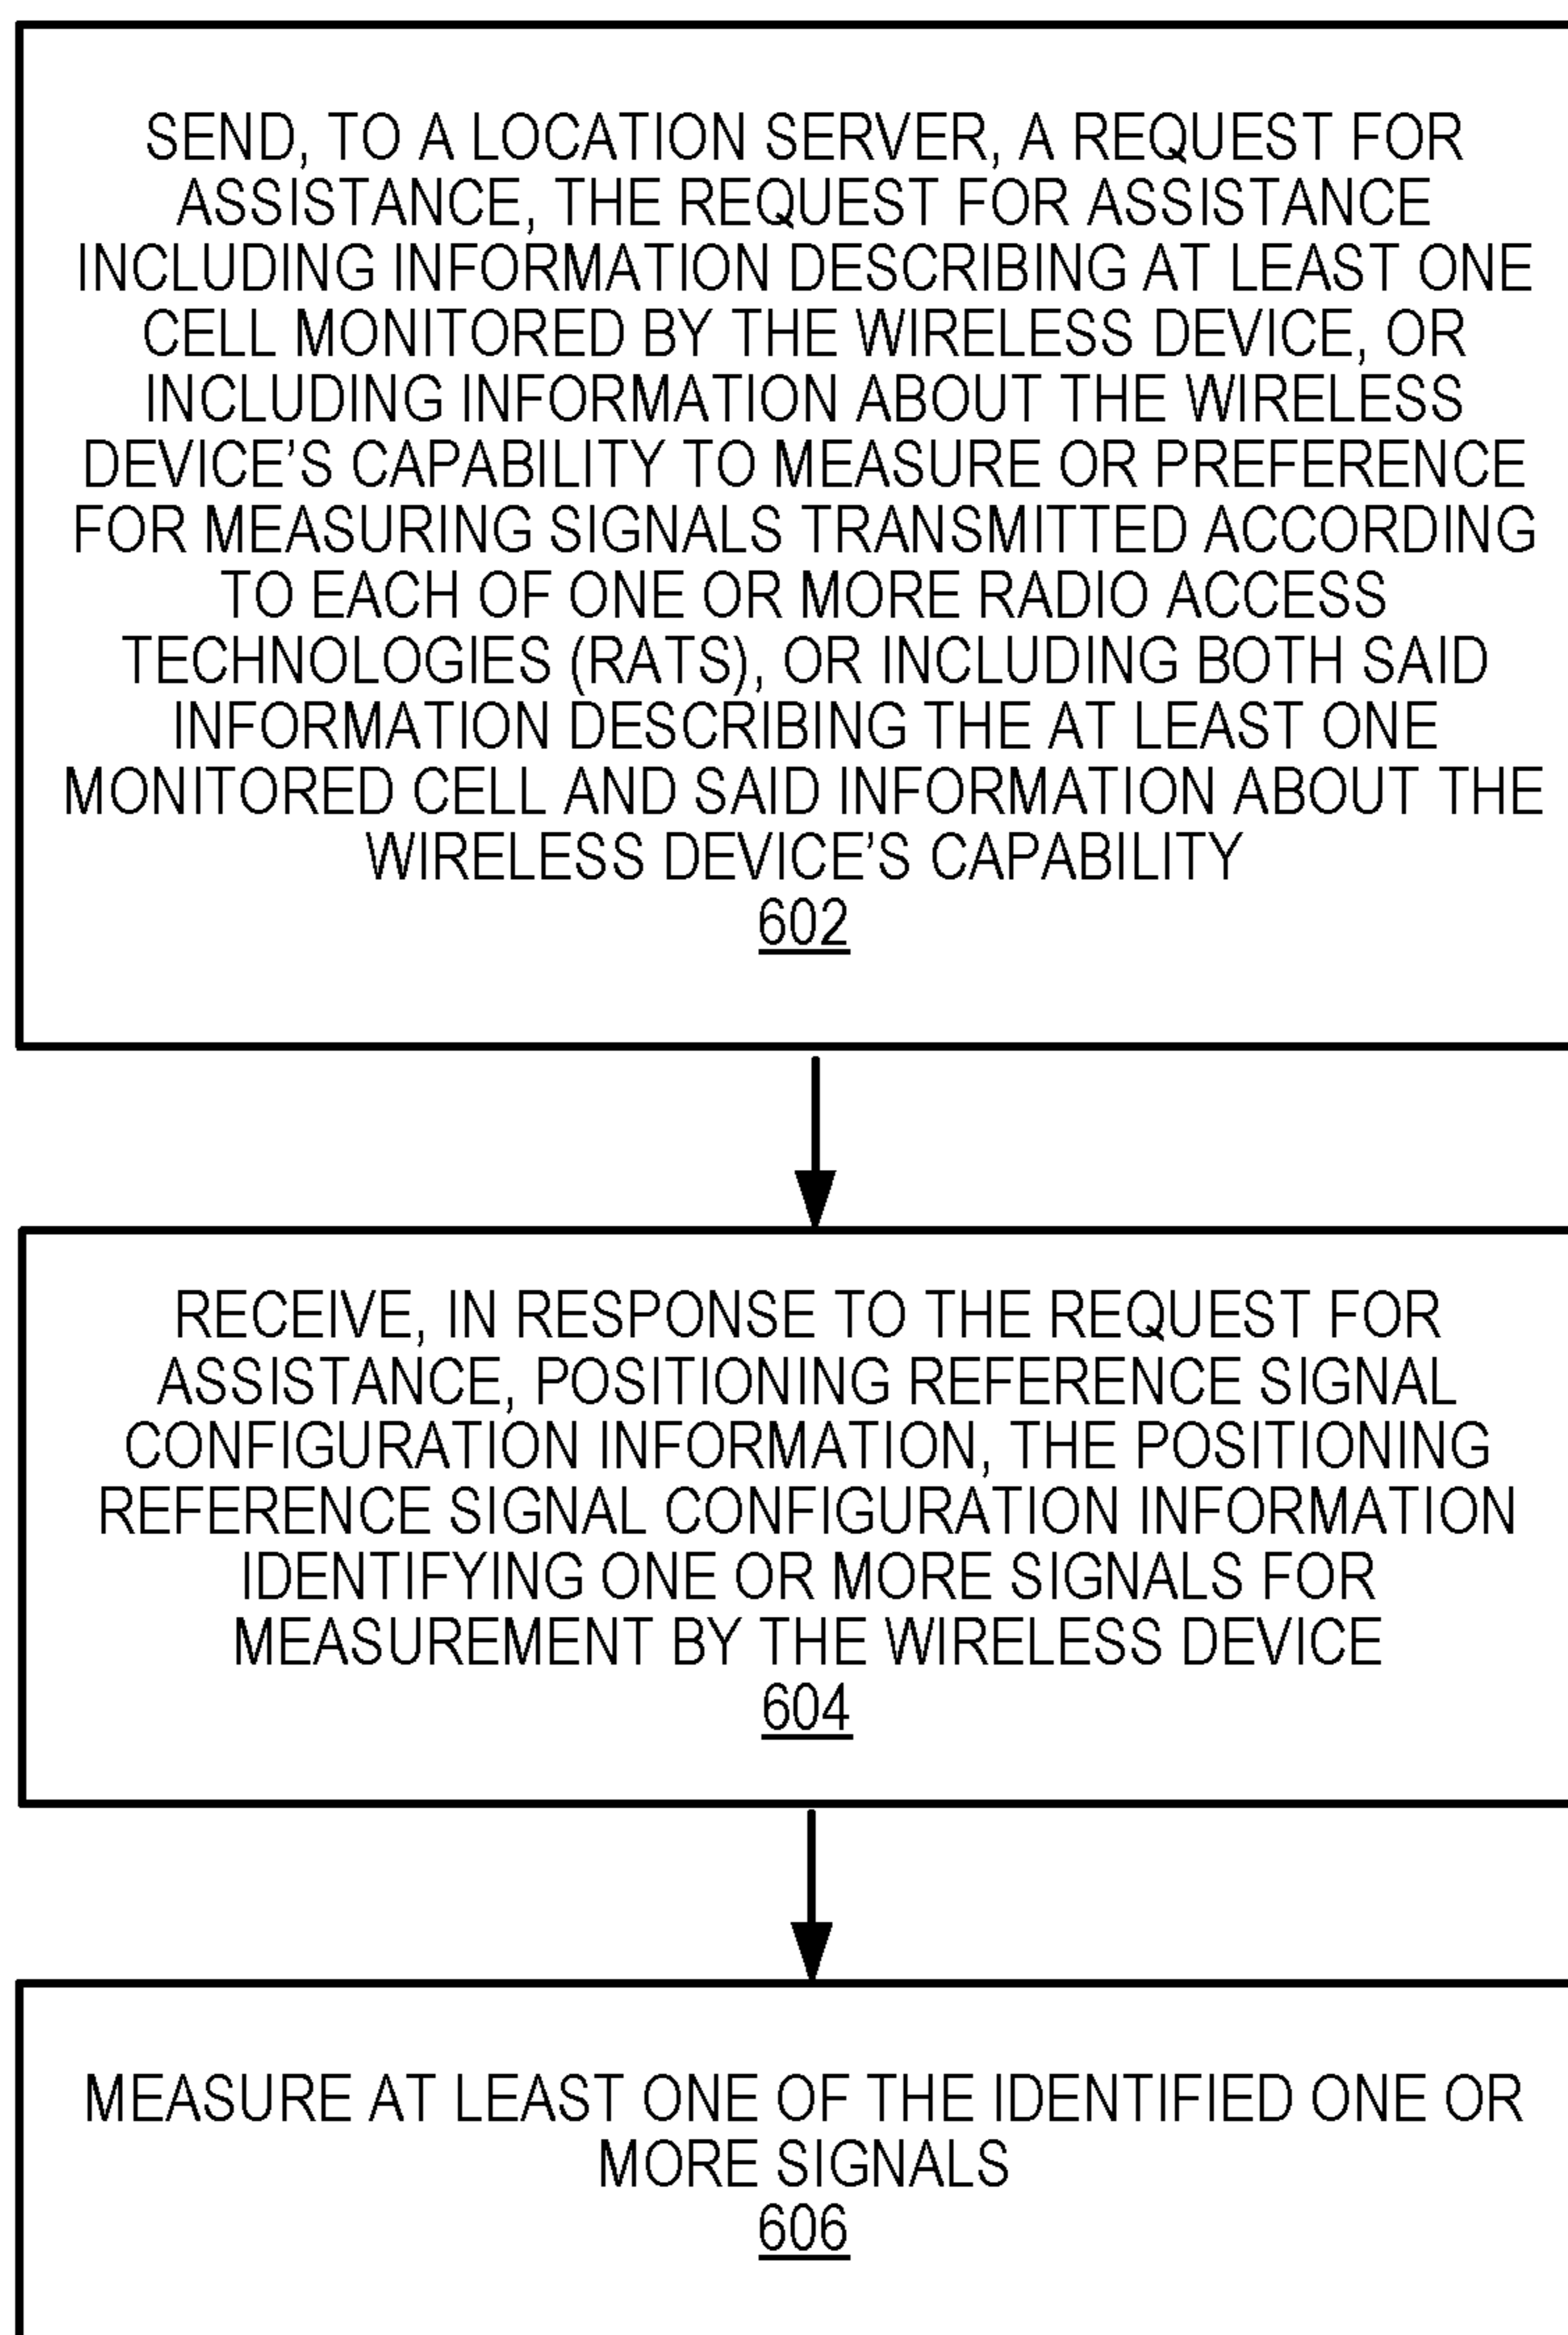 SEND, TO A LOCATION SERVER, A REQUEST FOR
ASSISTANCE, THE REQUEST FOR ASSISTANCE
INCLUDING INFORMATION DESCRIBING AT LEAST ONE
CELL MONITORED BY THE WIRELESS DEVICE, OR
INCLUDING INFORMATION ABOUT THE WIRELESS
DEVICE’S CAPABILITY TO MEASURE OR PREFERENCE
FOR MEASURING SIGNALS TRANSMITTED ACCORDING
TO EACH OF ONE OR MORE RADIO ACCESS
TECHNOLOGIES (RATS), OR INCLUDING BOTH SAID
INFORMATION DESCRIBING THE AT LEAST ONE
MONITORED CELL AND SAID INFORMATION ABOUT THE
WIRELESS DEVICE’S CAPABILITY
602
RECEIVE, IN RESPONSE TO THE REQUEST FOR
ASSISTANCE, POSITIONING REFERENCE SIGNAL
CONFIGURATION INFORMATION, THE POSITIONING
REFERENCE SIGNAL CONFIGURATION INFORMATION
IDENTIFYING ONE OR MORE SIGNALS FOR
MEASUREMENT BY THE WIRELESS DEVICE
604
MEASURE AT LEAST ONE OF THE IDENTIFIED ONE OR
MORE SIGNALS
606